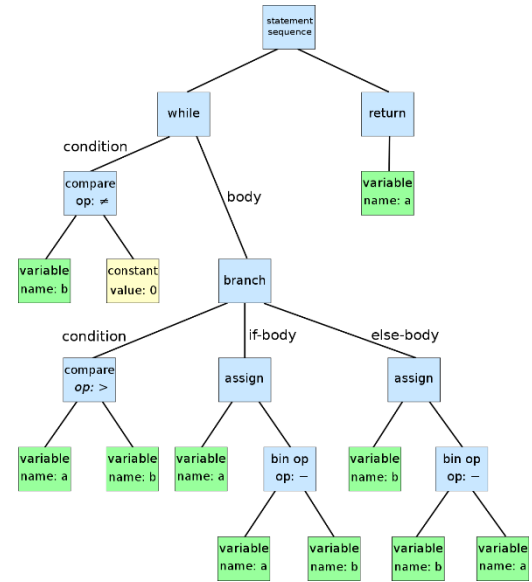 statement
sequence
while
return
condition
compare
op: ≠
body
variable
name: a
variable
name: b
constant
value: 0
branch
condition
if-body
else-body
compare
op: >
assign
assign
variable
name: a
variable
name: b
variable
name: a
bin op
op: −
variable
name: b
bin op
op: −
variable
name: a
variable
name: b
variable
name: b
variable
name: a